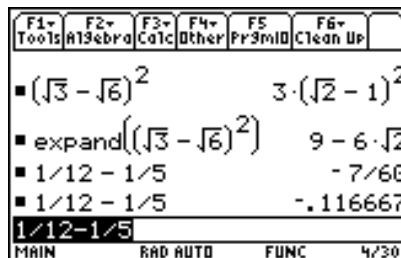 F1▾ F2▾ F3▾ F4▾ F5 F6▾
Tools Algebra Calc Other PrgmIO Clean Up
▪(√3 − √6)² 3·(√2 − 1)²
▪expand((√3 − √6)²) 9 − 6·√2
▪1/12 − 1/5 -7/60
▪1/12 − 1/5 -.116667
1/12-1/5
MAIN RAD AUTO FUNC 4/30